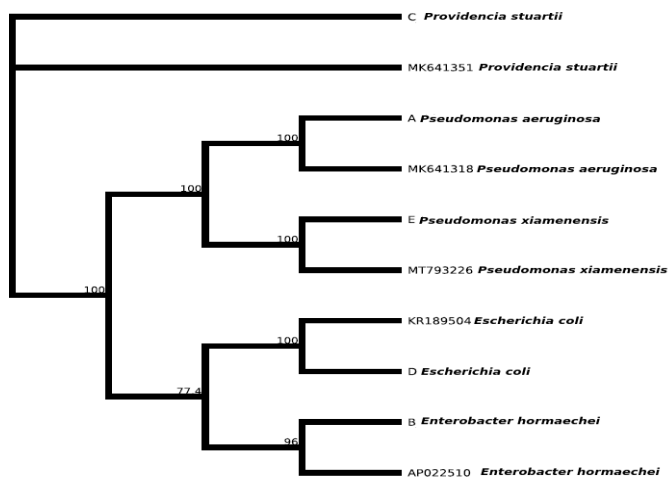 C Providencia stuartii
MK641351 Providencia stuartii
A Pseudomonas aeruginosa
100
MK641318 Pseudomonas aeruginosa
100
E Pseudomonas xiamenensis
100
MT793226 Pseudomonas xiamenensis
100
KR189504 Escherichia coli
100
D Escherichia coli
77.4
B Enterobacter hormaechei
96
AP022510 Enterobacter hormaechei